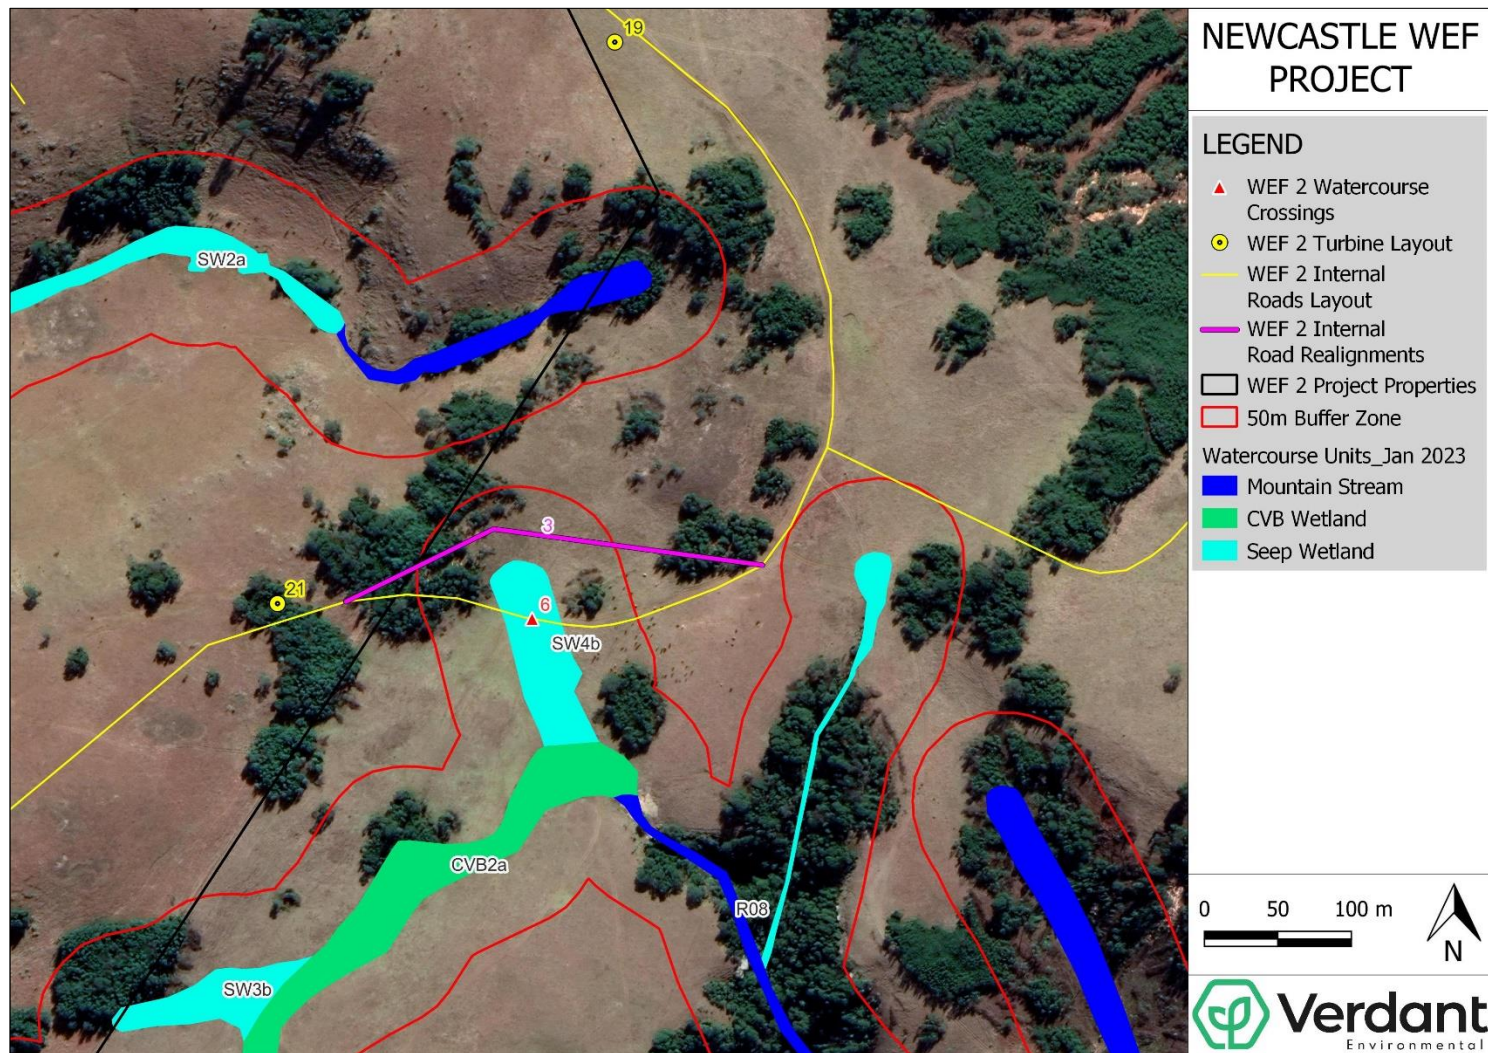 NEWCASTLE WEF
PROJECT
LEGEND
WEF 2 Watercourse
Crossings
WEF 2 Turbine Layout
WEF 2 Internal
Roads Layout
WEF 2 Internal
Road Realignments
WEF 2 Project Properties
50m Buffer Zone
Watercourse Units_Jan 2023
Mountain Stream
CVB Wetland
Seep Wetland
19
SW2a
3
21
6
SW4b
CVB2a
R08
SW3b
0 50 100 m
N
Verdant
Environmental